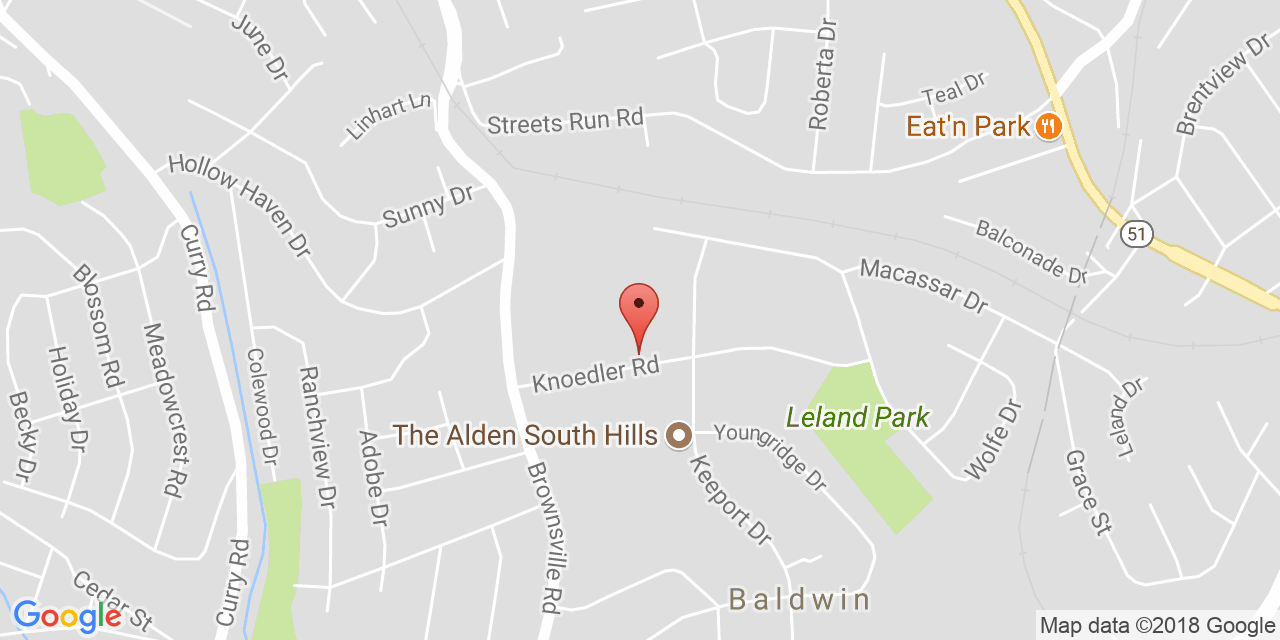 June Dr
Linhart Ln
Streets Run Rd
Roberta Dr
Teal Dr
Brentview Dr
Eat'n Park
Hollow Haven Dr
Sunny Dr
51
Balconade Dr
Curry Rd
Macassar Dr
Blossom Rd
Meadowcrest Rd
Holiday Dr
Becky Dr
Colewood Dr
Ranchview Dr
Adobe Dr
Knoedler Rd
Leland Park
Leland Dr
Wolfe Dr
The Alden South Hills
Youngridge Dr
Keeport Dr
Brownsville Rd
Grace St
Curry Rd
Cedar St
Baldwin
Google
Map data ©2018 Google